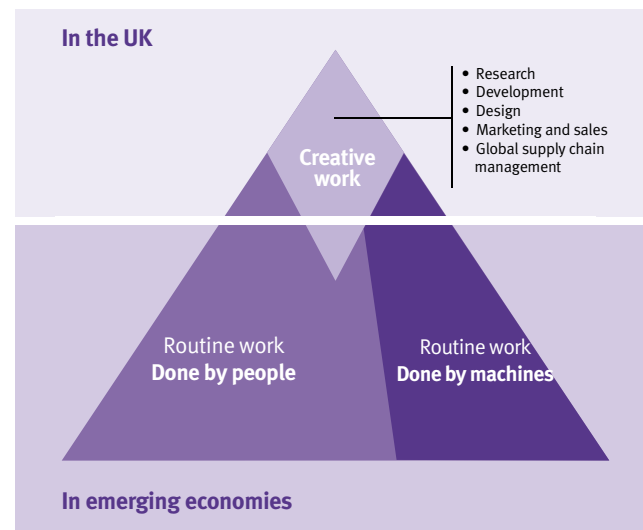 In the UK
• Research
• Development
• Design
• Marketing and sales
• Global supply chain
management
Creative
work
Routine work
Done by people
Routine work
Done by machines
In emerging economies